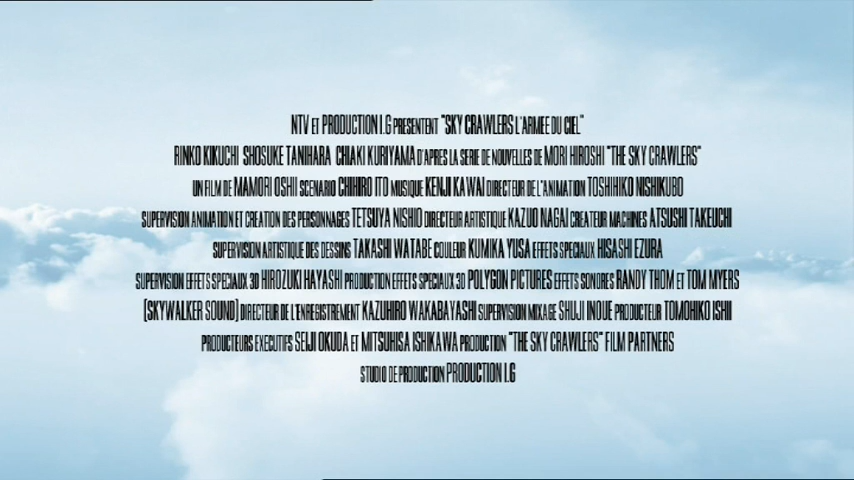 NTV ET PRODUCTION I.G PRESENTENT "SKY CRAWLERS L'ARMEE DU CIEL"
RINKO KIKUCHI SHOSUKE TANIHARA CHIAKI KURIYAMA D'APRES LA SERIE DE NOUVELLES DE MORI HIROSHI "THE SKY CRAWLERS"
UN FILM DE MAMORI OSHII SCENARIO CHIHIRO ITO MUSIQUE KENJI KAWAI DIRECTEUR DE L'ANIMATION TOSHIHIKO NISHIKUBO
SUPERVISION ANIMATION ET CREATION DES PERSONNAGES TETSUYA NISHIO DIRECTEUR ARTISTIQUE KAZUO NAGAI CREATEUR MACHINES ATSUSHI TAKEUCHI
SUPERVISION ARTISTIQUE DES DESSINS TAKASHI WATABE COULEUR KUMIKA YUSA EFFETS SPECIAUX HISASHI EZURA
SUPERVISION EFFETS SPECIAUX 3D HIROZUKI HAYASHI PRODUCTION EFFETS SPECIAUX 3D POLYGON PICTURES EFFETS SONORES RANDY THOM ET TOM MYERS
(SKYWALKER SOUND) DIRECTEUR DE L'ENREGISTREMENT KAZUHIRO WAKABAYASHI SUPERVISION MIXAGE SHUJI INOUE PRODUCTEUR TOMOHIKO ISHII
PRODUCTEURS EXECUTIFS SEIJI OKUDA ET MITSUHISA ISHIKAWA PRODUCTION "THE SKY CRAWLERS" FILM PARTNERS
STUDIO DE PRODUCTION PRODUCTION I.G